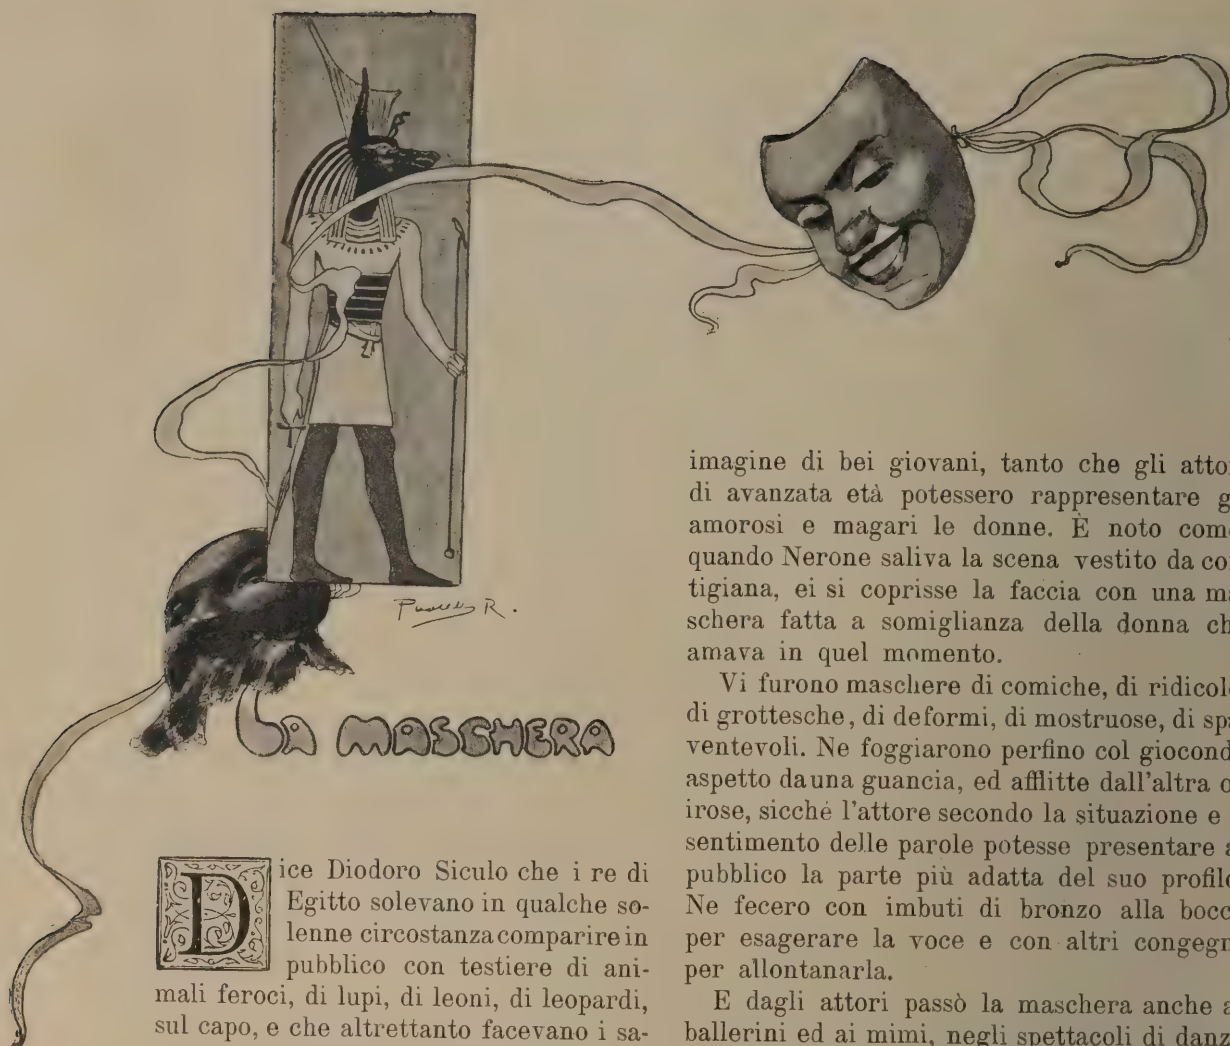 LA MASCHERA
Dice Diodoro Siculo che i re di
Egitto solevano in qualche so-
lenne circostanza comparire in
pubblico con testiere di ani-
mali feroci, di lupi, di leoni, di leopardi,
sul capo, e che altrettanto facevano i sa-
imagine di bei giovani, tanto che gli atto
di avanzata età potessero rappresentare g
amorosi e magari le donne. È noto come
quando Nerone saliva la scena vestito da co
tigiana, ei si coprisse la faccia con una ma
schera fatta a somiglianza della donna ch
amava in quel momento.
Vi furono maschere di comiche, di ridicol
di grottesche, di deformi, di mostruose, di spa
ventevoli. Ne foggiarono perfino col giocond
aspetto da una guancia, ed afflitte dall'altra o
irose, sicché l'attore secondo la situazione e
sentimento delle parole potesse presentare a
pubblico la parte più adatta del suo profilo
Ne fecero con imbuti di bronzo alla bocc
per esagerare la voce e con altri congegn
per allontanarla.
E dagli attori passò la maschera anche a
ballerini ed ai mimi, negli spettacoli di danz